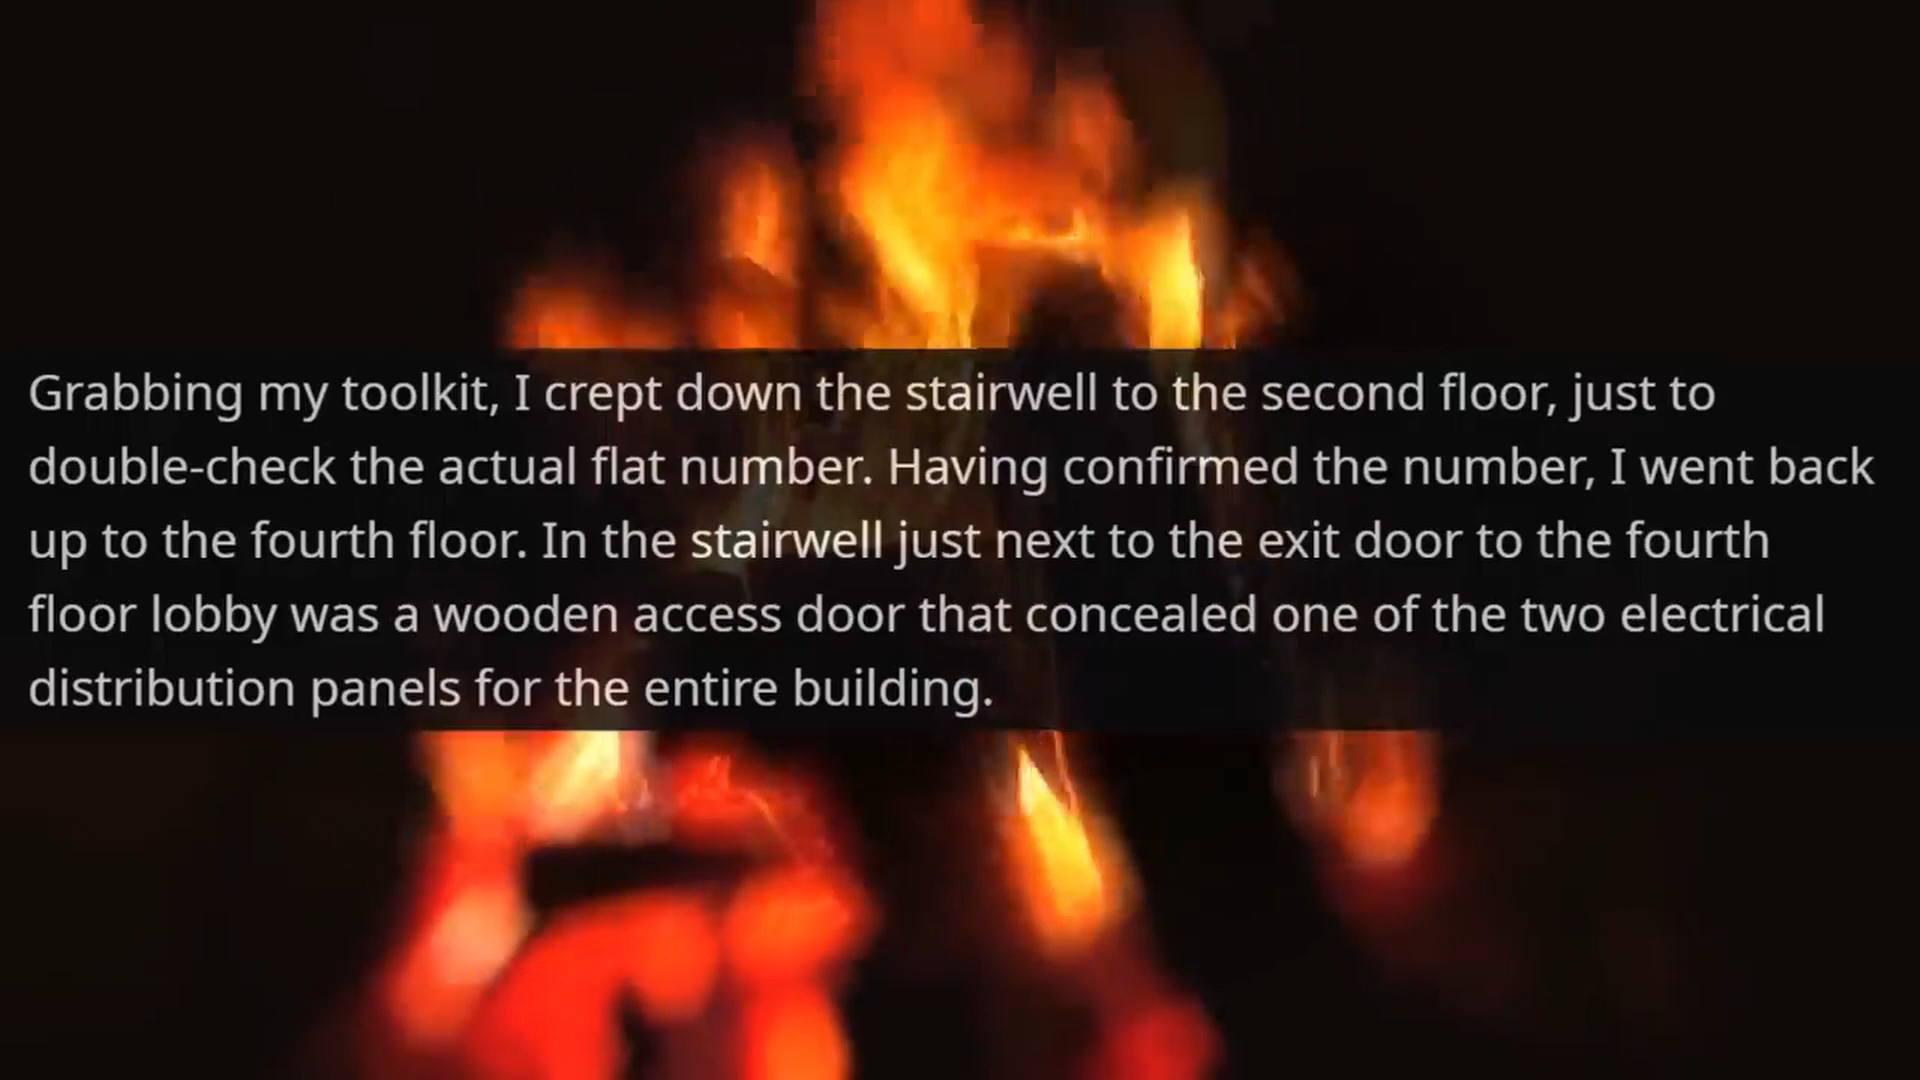 Grabbing my toolkit, I crept down the stairwell to the second floor, just to
double-check the actual flat number. Having confirmed the number, I went back
up to the fourth floor. In the stairwell just next to the exit door to the fourth
floor lobby was a wooden access door that concealed one of the two electrical
distribution panels for the entire building.